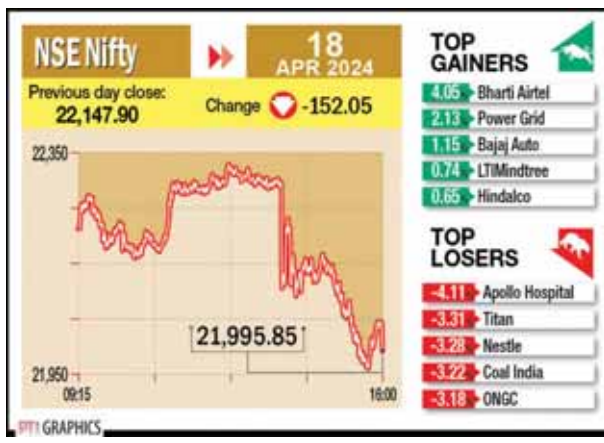 NSE Nifty
18
APR 2024
Previous day close:
22,147.90
Change -152.05
22,350
21,995.85
21,950
09:15
16:00
TOP
GAINERS
4.05 Bharti Airtel
2.13 Power Grid
1.15 Bajaj Auto
0.74 LTIMindtree
0.65 Hindalco
TOP
LOSERS
-4.11 Apollo Hospital
-3.31 Titan
-3.28 Nestle
-3.22 Coal India
-3.18 ONGC
PTI GRAPHICS